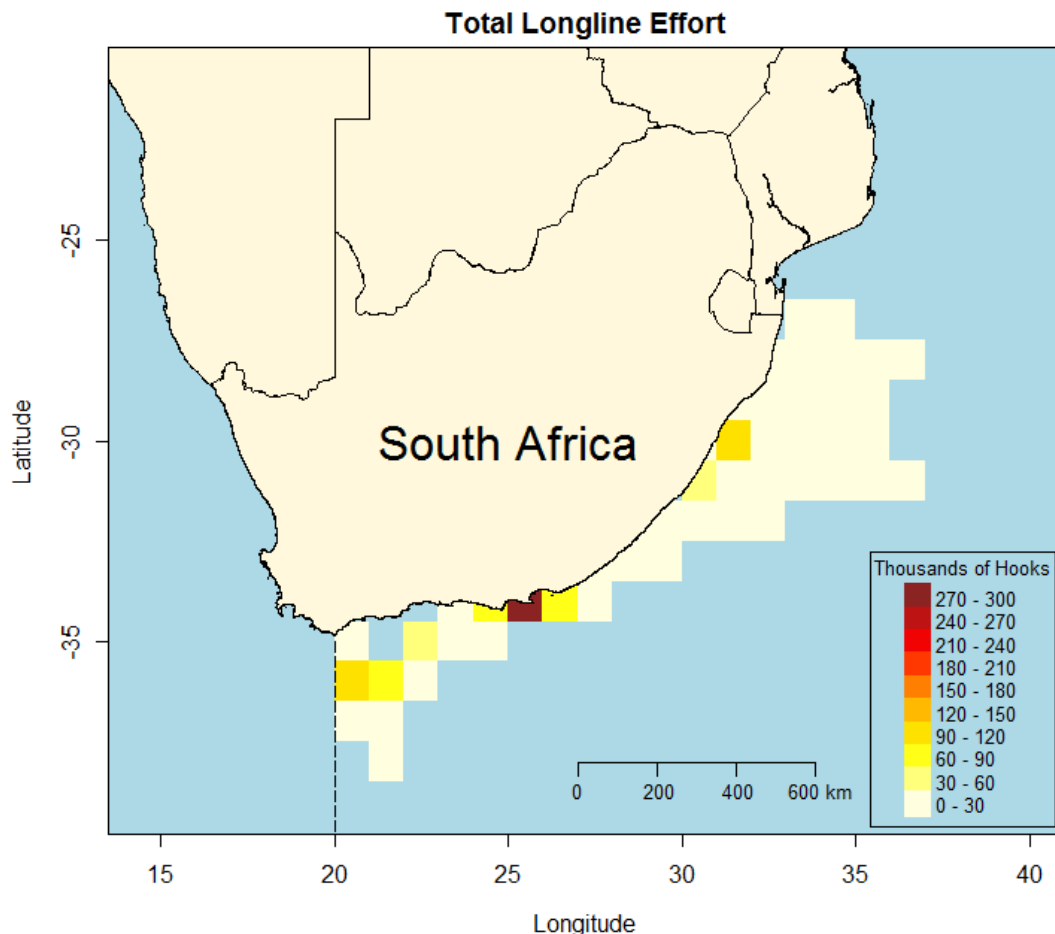 Total Longline Effort
Latitude
-25
-30
-35
South Africa
Thousands of Hooks
270 - 300
240 - 270
210 - 240
180 - 210
150 - 180
120 - 150
90 - 120
60 - 90
30 - 60
0 - 30
0 200 400 600 km
15 20 25 30 35 40
Longitude